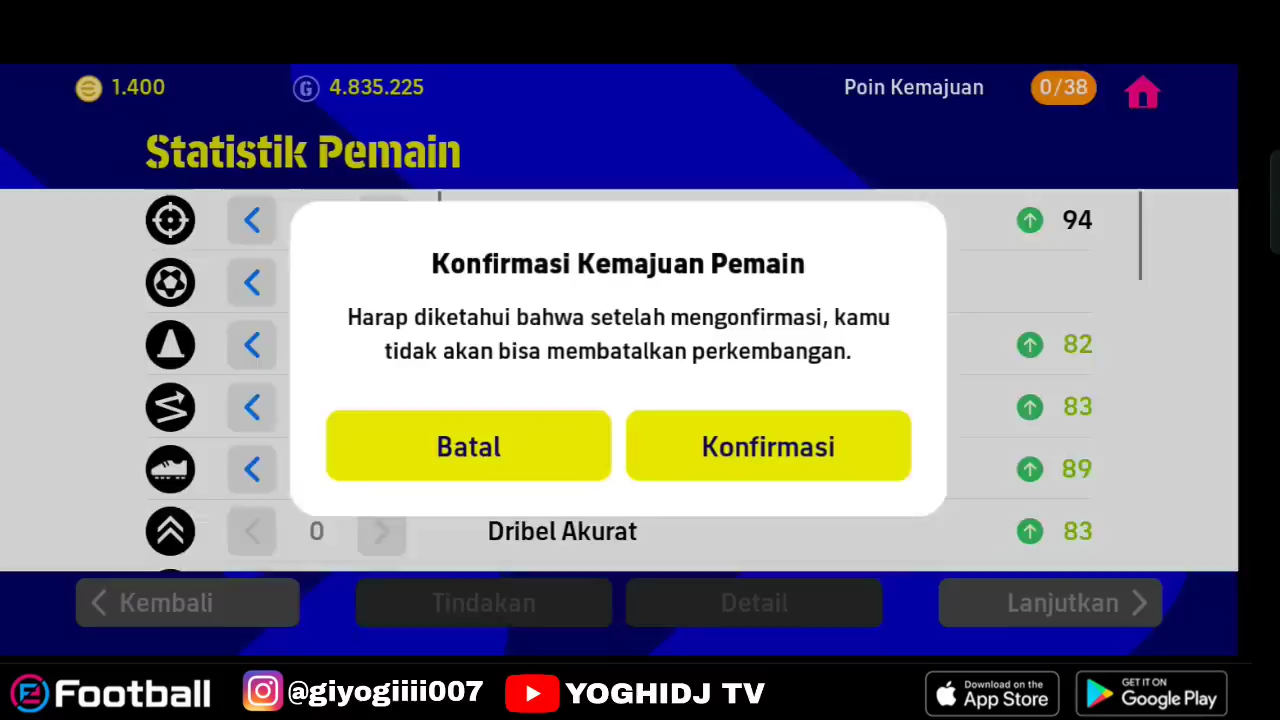 1.400
4.835.225
Poin Kemajuan
0/38
Statistik Pemain
94
Konfirmasi Kemajuan Pemain
Harap diketahui bahwa setelah mengonfirmasi, kamu
tidak akan bisa membatalkan perkembangan.
82
83
Batal
Konfirmasi
89
0
Dribel Akurat
83
Kembali
Tindakan
Detail
Lanjutkan
Football
@giyogiiii007
YOGHIDJ TV
Download on the
App Store
GET IT ON
Google Play